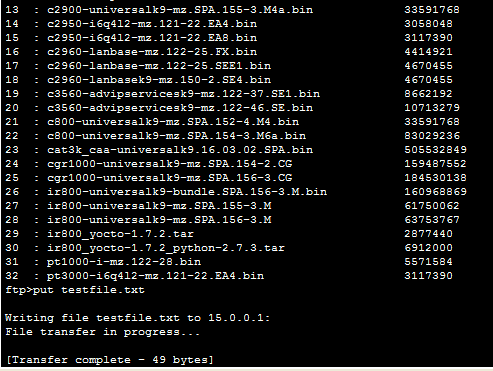 13 : c2900-universalk9-mz.SPA.155-3.M4a.bin 33591768
14 : c2950-i6q4l2-mz.121-22.EA4.bin 3058048
15 : c2950-i6q4l2-mz.121-22.EA8.bin 3117390
16 : c2960-lanbase-mz.122-25.FX.bin 4414921
17 : c2960-lanbase-mz.122-25.SEE1.bin 4670455
18 : c2960-lanbasek9-mz.150-2.SE4.bin 4670455
19 : c3560-advipservicesk9-mz.122-37.SE1.bin 8662192
20 : c3560-advipservicesk9-mz.122-46.SE.bin 10713279
21 : c800-universalk9-mz.SPA.152-4.M4.bin 33591768
22 : c800-universalk9-mz.SPA.154-3.M6a.bin 83029236
23 : cat3k_caa-universalk9.16.03.02.SPA.bin 505532849
24 : cgr1000-universalk9-mz.SPA.154-2.CG 159487552
25 : cgr1000-universalk9-mz.SPA.156-3.CG 184530138
26 : ir800-universalk9-bundle.SPA.156-3.M.bin 160968869
27 : ir800-universalk9-mz.SPA.155-3.M 61750062
28 : ir800-universalk9-mz.SPA.156-3.M 63753767
29 : ir800_yocto-1.7.2.tar 2877440
30 : ir800_yocto-1.7.2_python-2.7.3.tar 6912000
31 : pt1000-i-mz.122-28.bin 5571584
32 : pt3000-i6q4l2-mz.121-22.EA4.bin 3117390
ftp>put testfile.txt
Writing file testfile.txt to 15.0.0.1:
File transfer in progress...
[Transfer complete - 49 bytes]